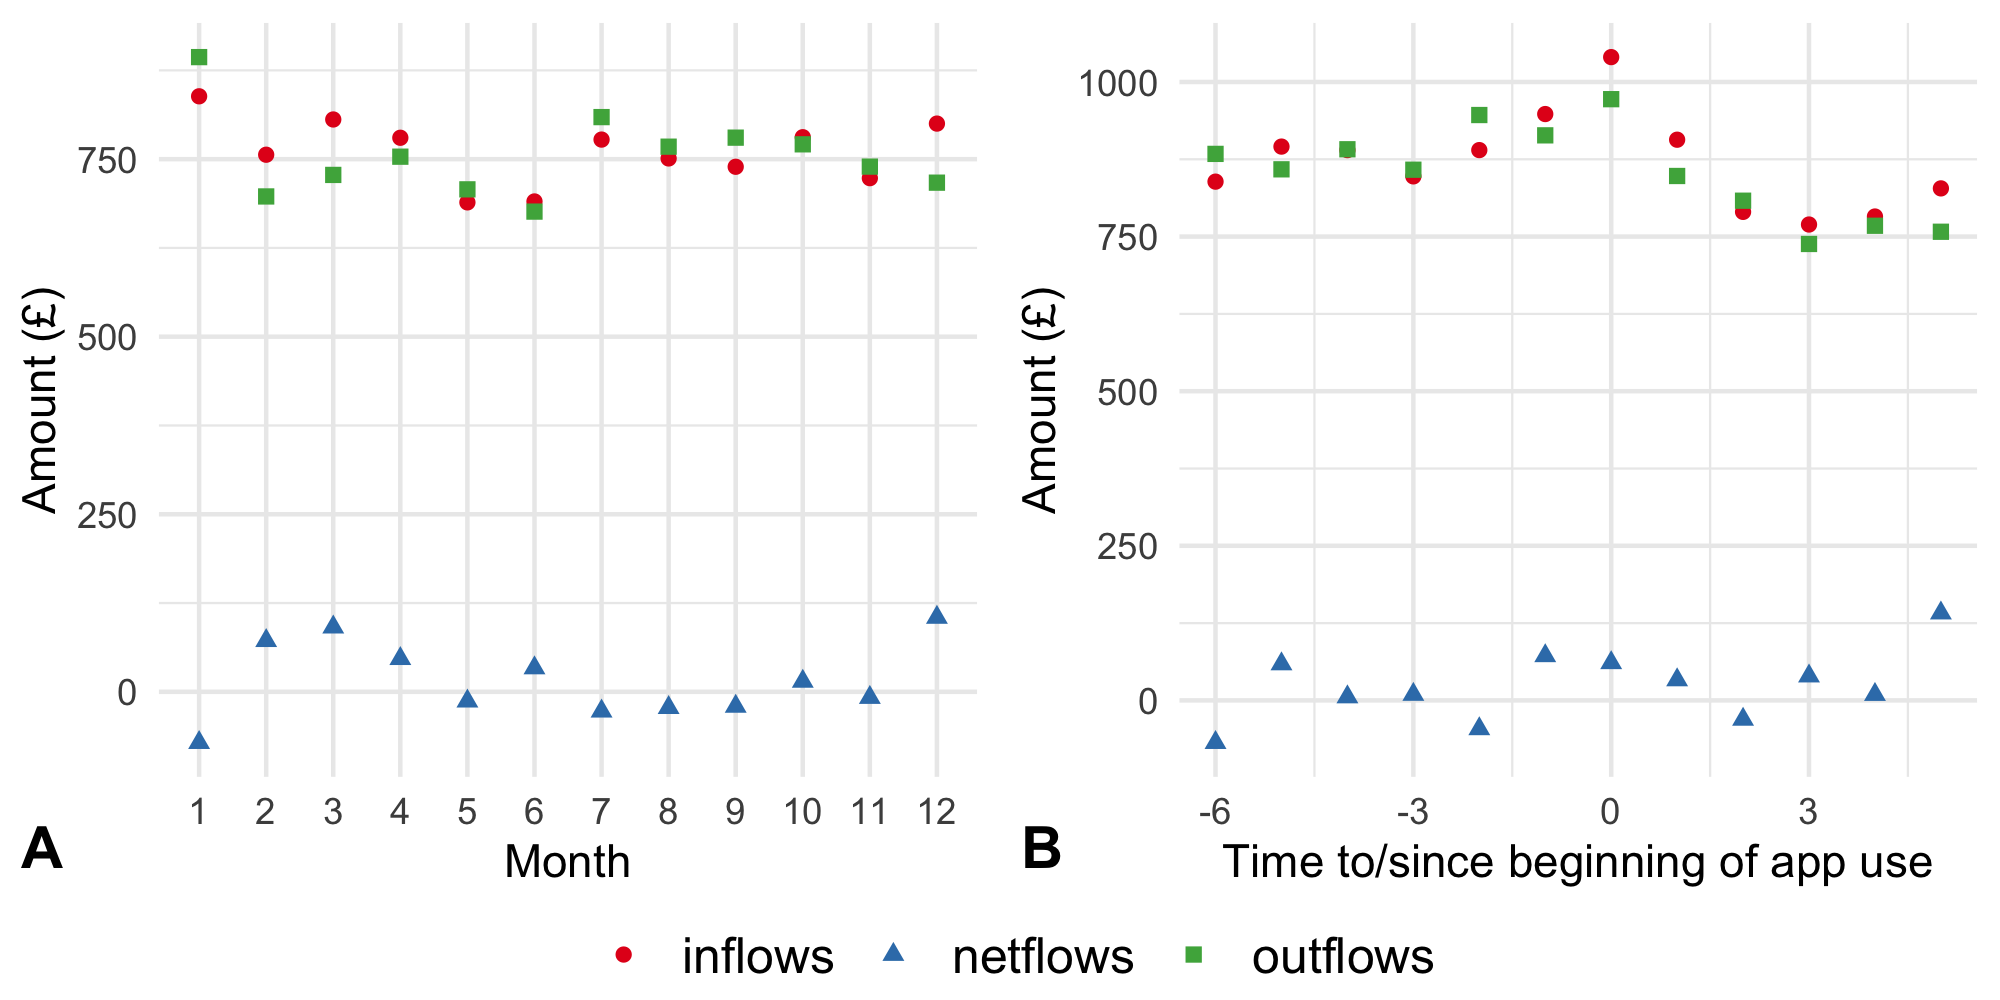 Amount (£)
750
500
250
0
1 2 3 4 5 6 7 8 9 10 11 12
Month
A
Amount (£)
1000
750
500
250
0
-6 -3 0 3
Time to/since beginning of app use
B
inflows netflows outflows